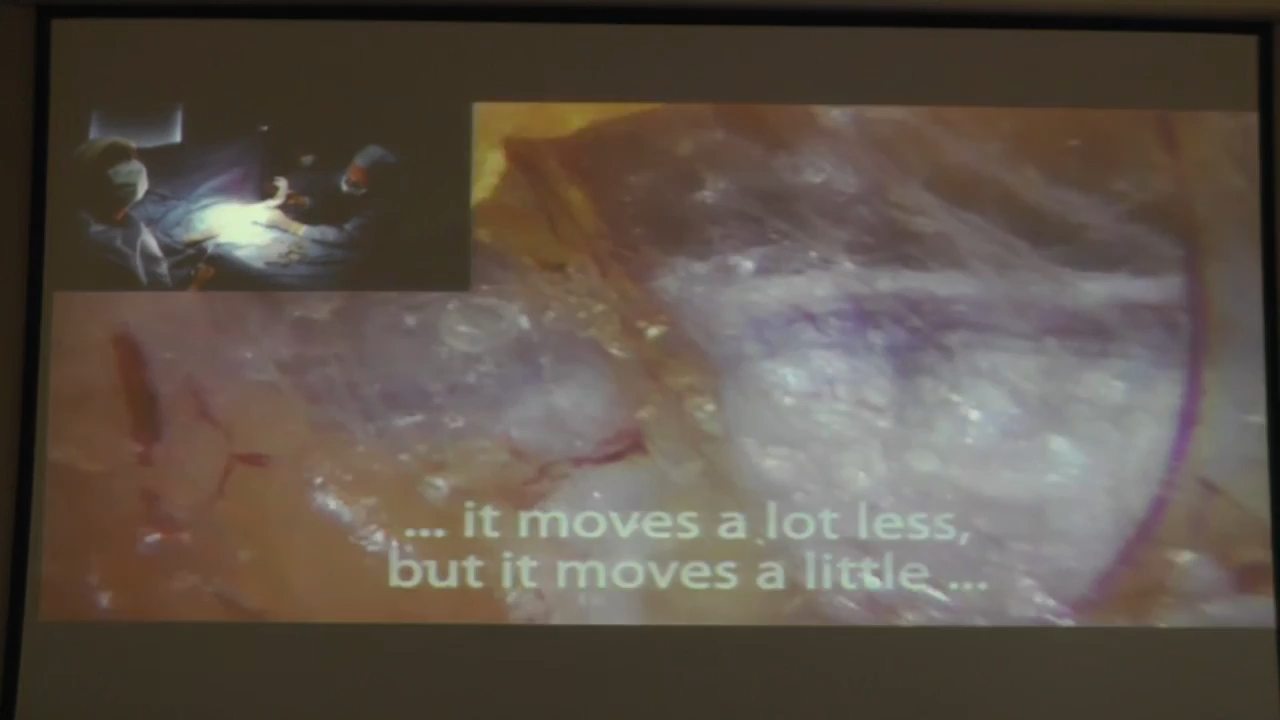 ... it moves a lot less,
but it moves a little ...